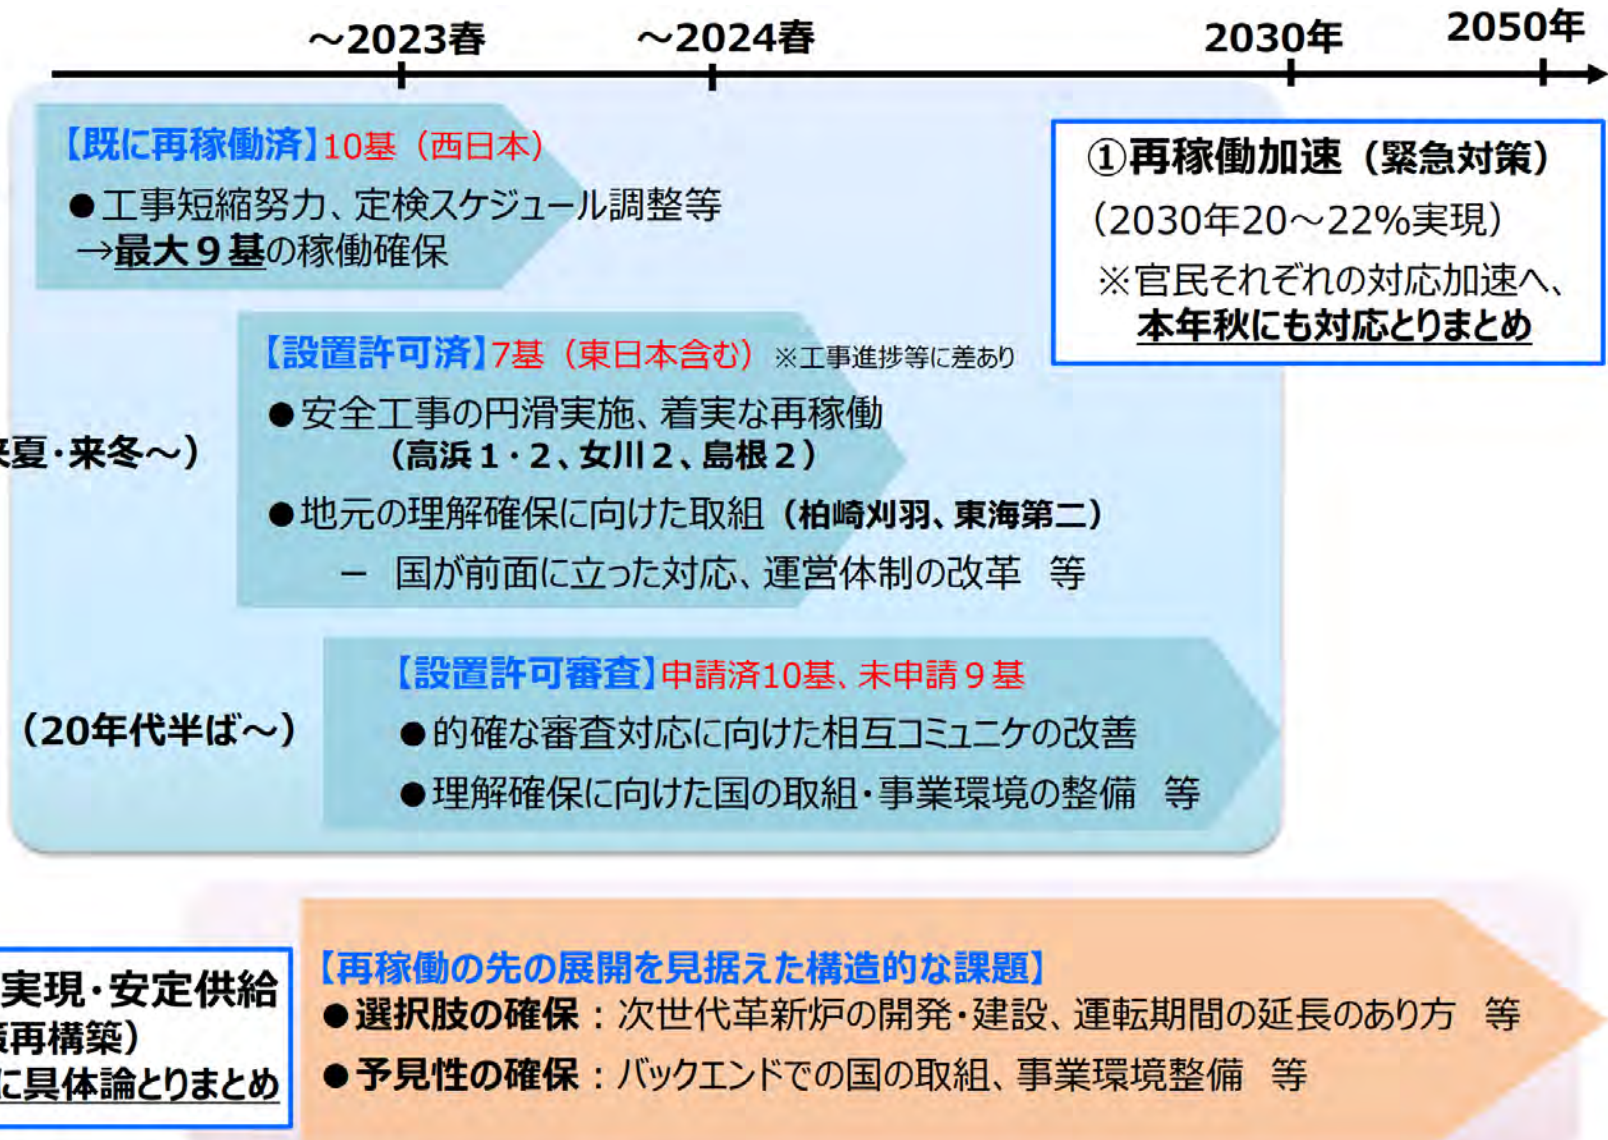 ～2023春
～2024春
2030年
2050年
【既に再稼働済】10基（西日本）
●工事短縮努力、定検スケジュール調整等
→最大９基の稼働確保
①再稼働加速（緊急対策）
（2030年20～22%実現）
※官民それぞれの対応加速へ、
本年秋にも対応とりまとめ
【設置許可済】7基（東日本含む）※工事進捗等に差あり
●安全工事の円滑実施、着実な再稼働
（高浜１・２、女川２、島根２）
夏・来冬～）
●地元の理解確保に向けた取組（柏崎刈羽、東海第二）
－ 国が前面に立った対応、運営体制の改革 等
【設置許可審査】申請済10基、未申請９基
（20年代半ば～）
●的確な審査対応に向けた相互コミュニケの改善
●理解確保に向けた国の取組・事業環境の整備 等
実現・安定供給
再構築）
に具体論とりまとめ
【再稼働の先の展開を見据えた構造的な課題】
●選択肢の確保：次世代革新炉の開発・建設、運転期間の延長のあり方 等
●予見性の確保：バックエンドでの国の取組、事業環境整備 等